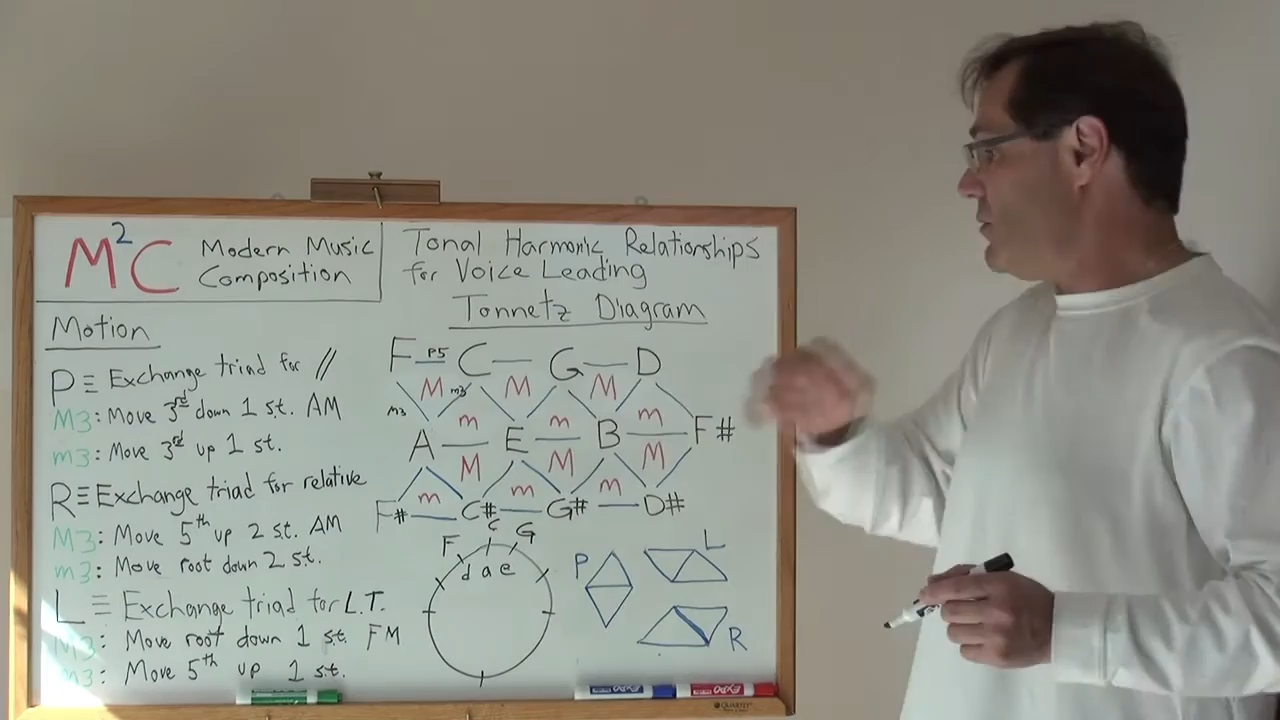 M²C Modern Music Composition
Tonal Harmonic Relationships
for Voice Leading
Tonnetz Diagram
Motion
P≡ Exchange triad for //
M3: Move 3rd down 1 st. AM
m3: Move 3rd up 1 st.
R≡Exchange triad for relative
M3: Move 5th up 2 st. AM
m3: Move root down 2 st.
L ≡ Exchange triad for L.T.
M3: Move root down 1 st. FM
m3: Move 5th up 1 st.
F P5 C G D
M m3 M M
M3 m m m
A E B F#
M M M
m m m
F# C# G# D#
F C G
d a e
P L
R
EXPO EXPO
QUARTET